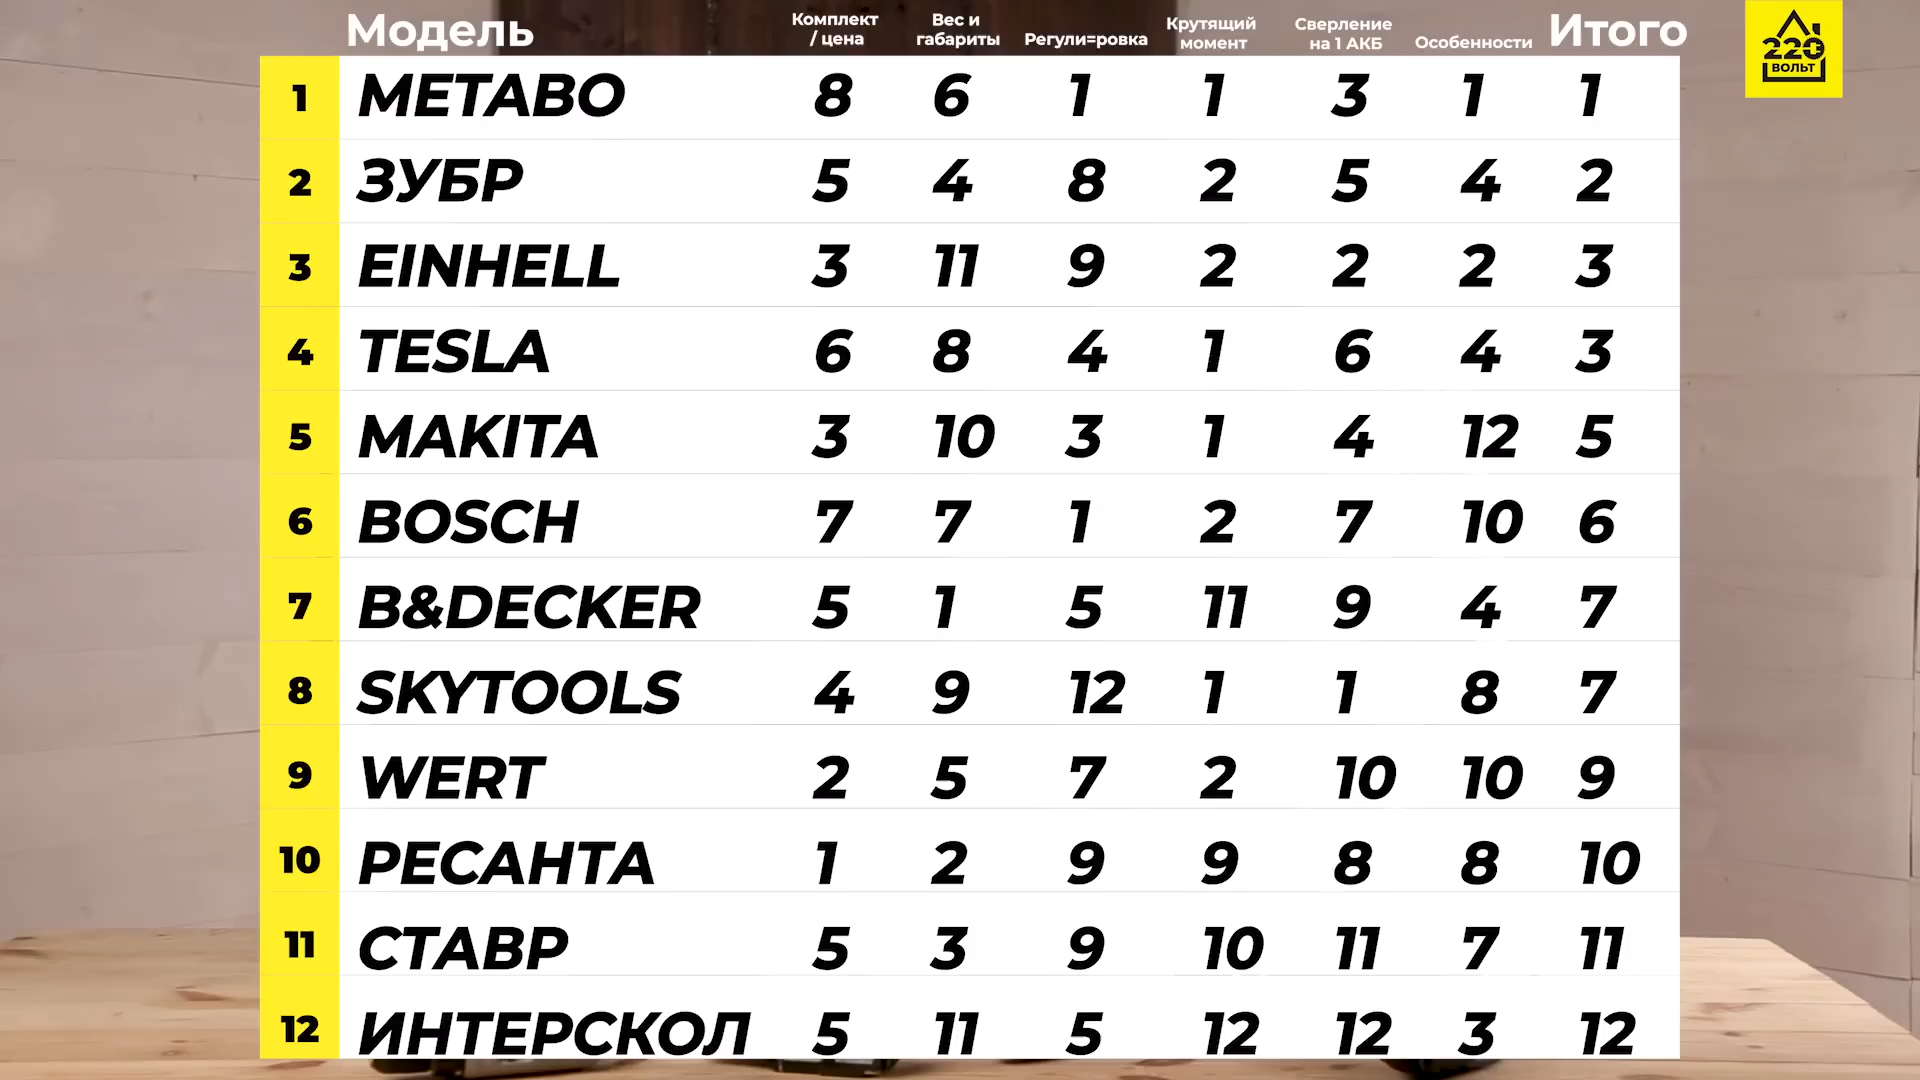 Модель Комплект / цена Вес и габариты Регули=ровка Крутящий момент Сверление на 1 АКБ Особенности Итого
220 ВОЛЬТ
1 METABO 8 6 1 1 3 1 1
2 ЗУБР 5 4 8 2 5 4 2
3 EINHELL 3 11 9 2 2 2 3
4 TESLA 6 8 4 1 6 4 3
5 MAKITA 3 10 3 1 4 12 5
6 BOSCH 7 7 1 2 7 10 6
7 B&DECKER 5 1 5 11 9 4 7
8 SKYTOOLS 4 9 12 1 1 8 7
9 WERT 2 5 7 2 10 10 9
10 РЕСАНТА 1 2 9 9 8 8 10
11 СТАВР 5 3 9 10 11 7 11
12 ИНТЕРСКОЛ 5 11 5 12 12 3 12